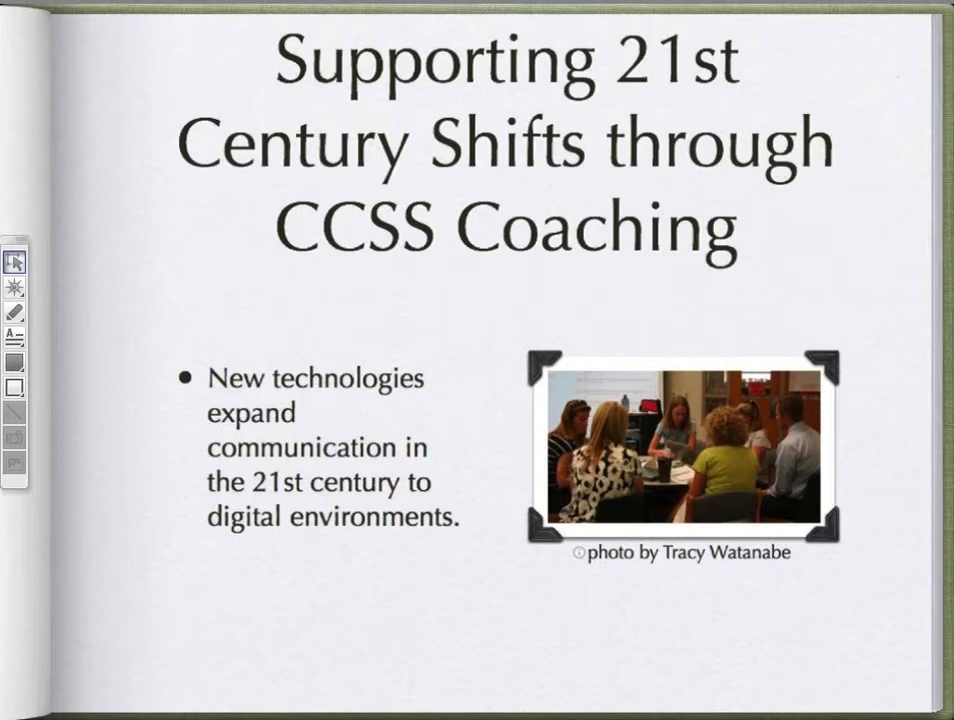 Supporting 21st
Century Shifts through
CCSS Coaching
• New technologies
expand
communication in
the 21st century to
digital environments.
photo by Tracy Watanabe